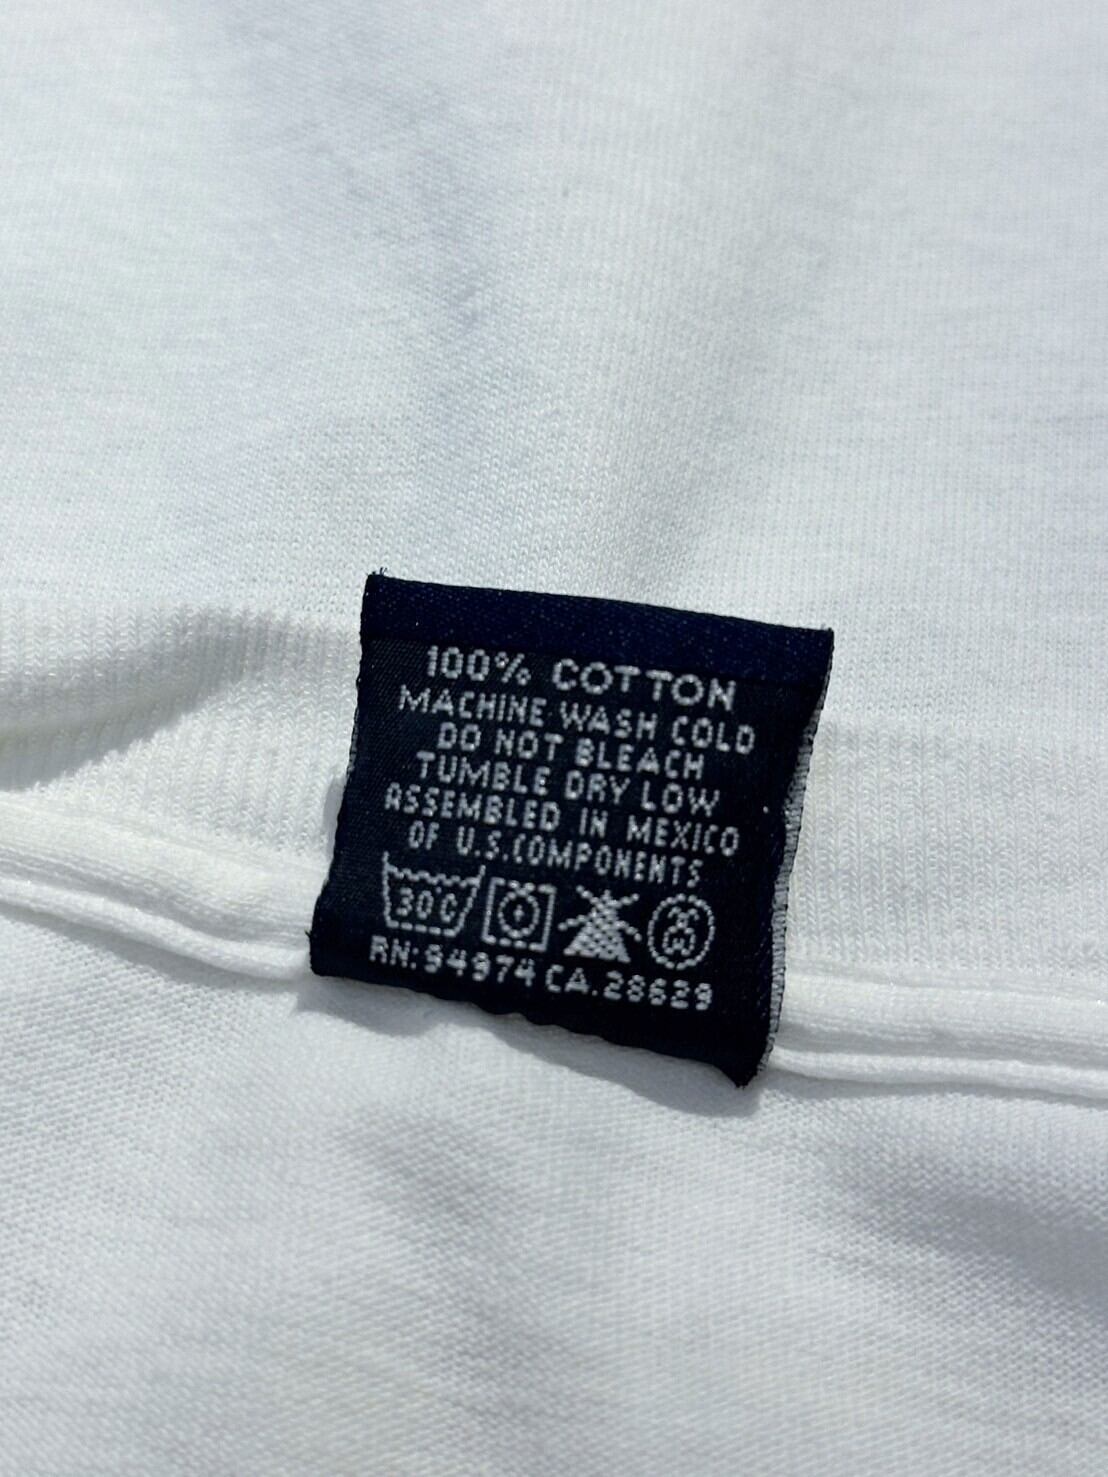 100% COTTON
MACHINE WASH COLD
DO NOT BLEACH
TUMBLE DRY LOW
ASSEMBLED IN MEXICO
OF U.S. COMPONENTS
30C
RN: 94974 CA. 28629